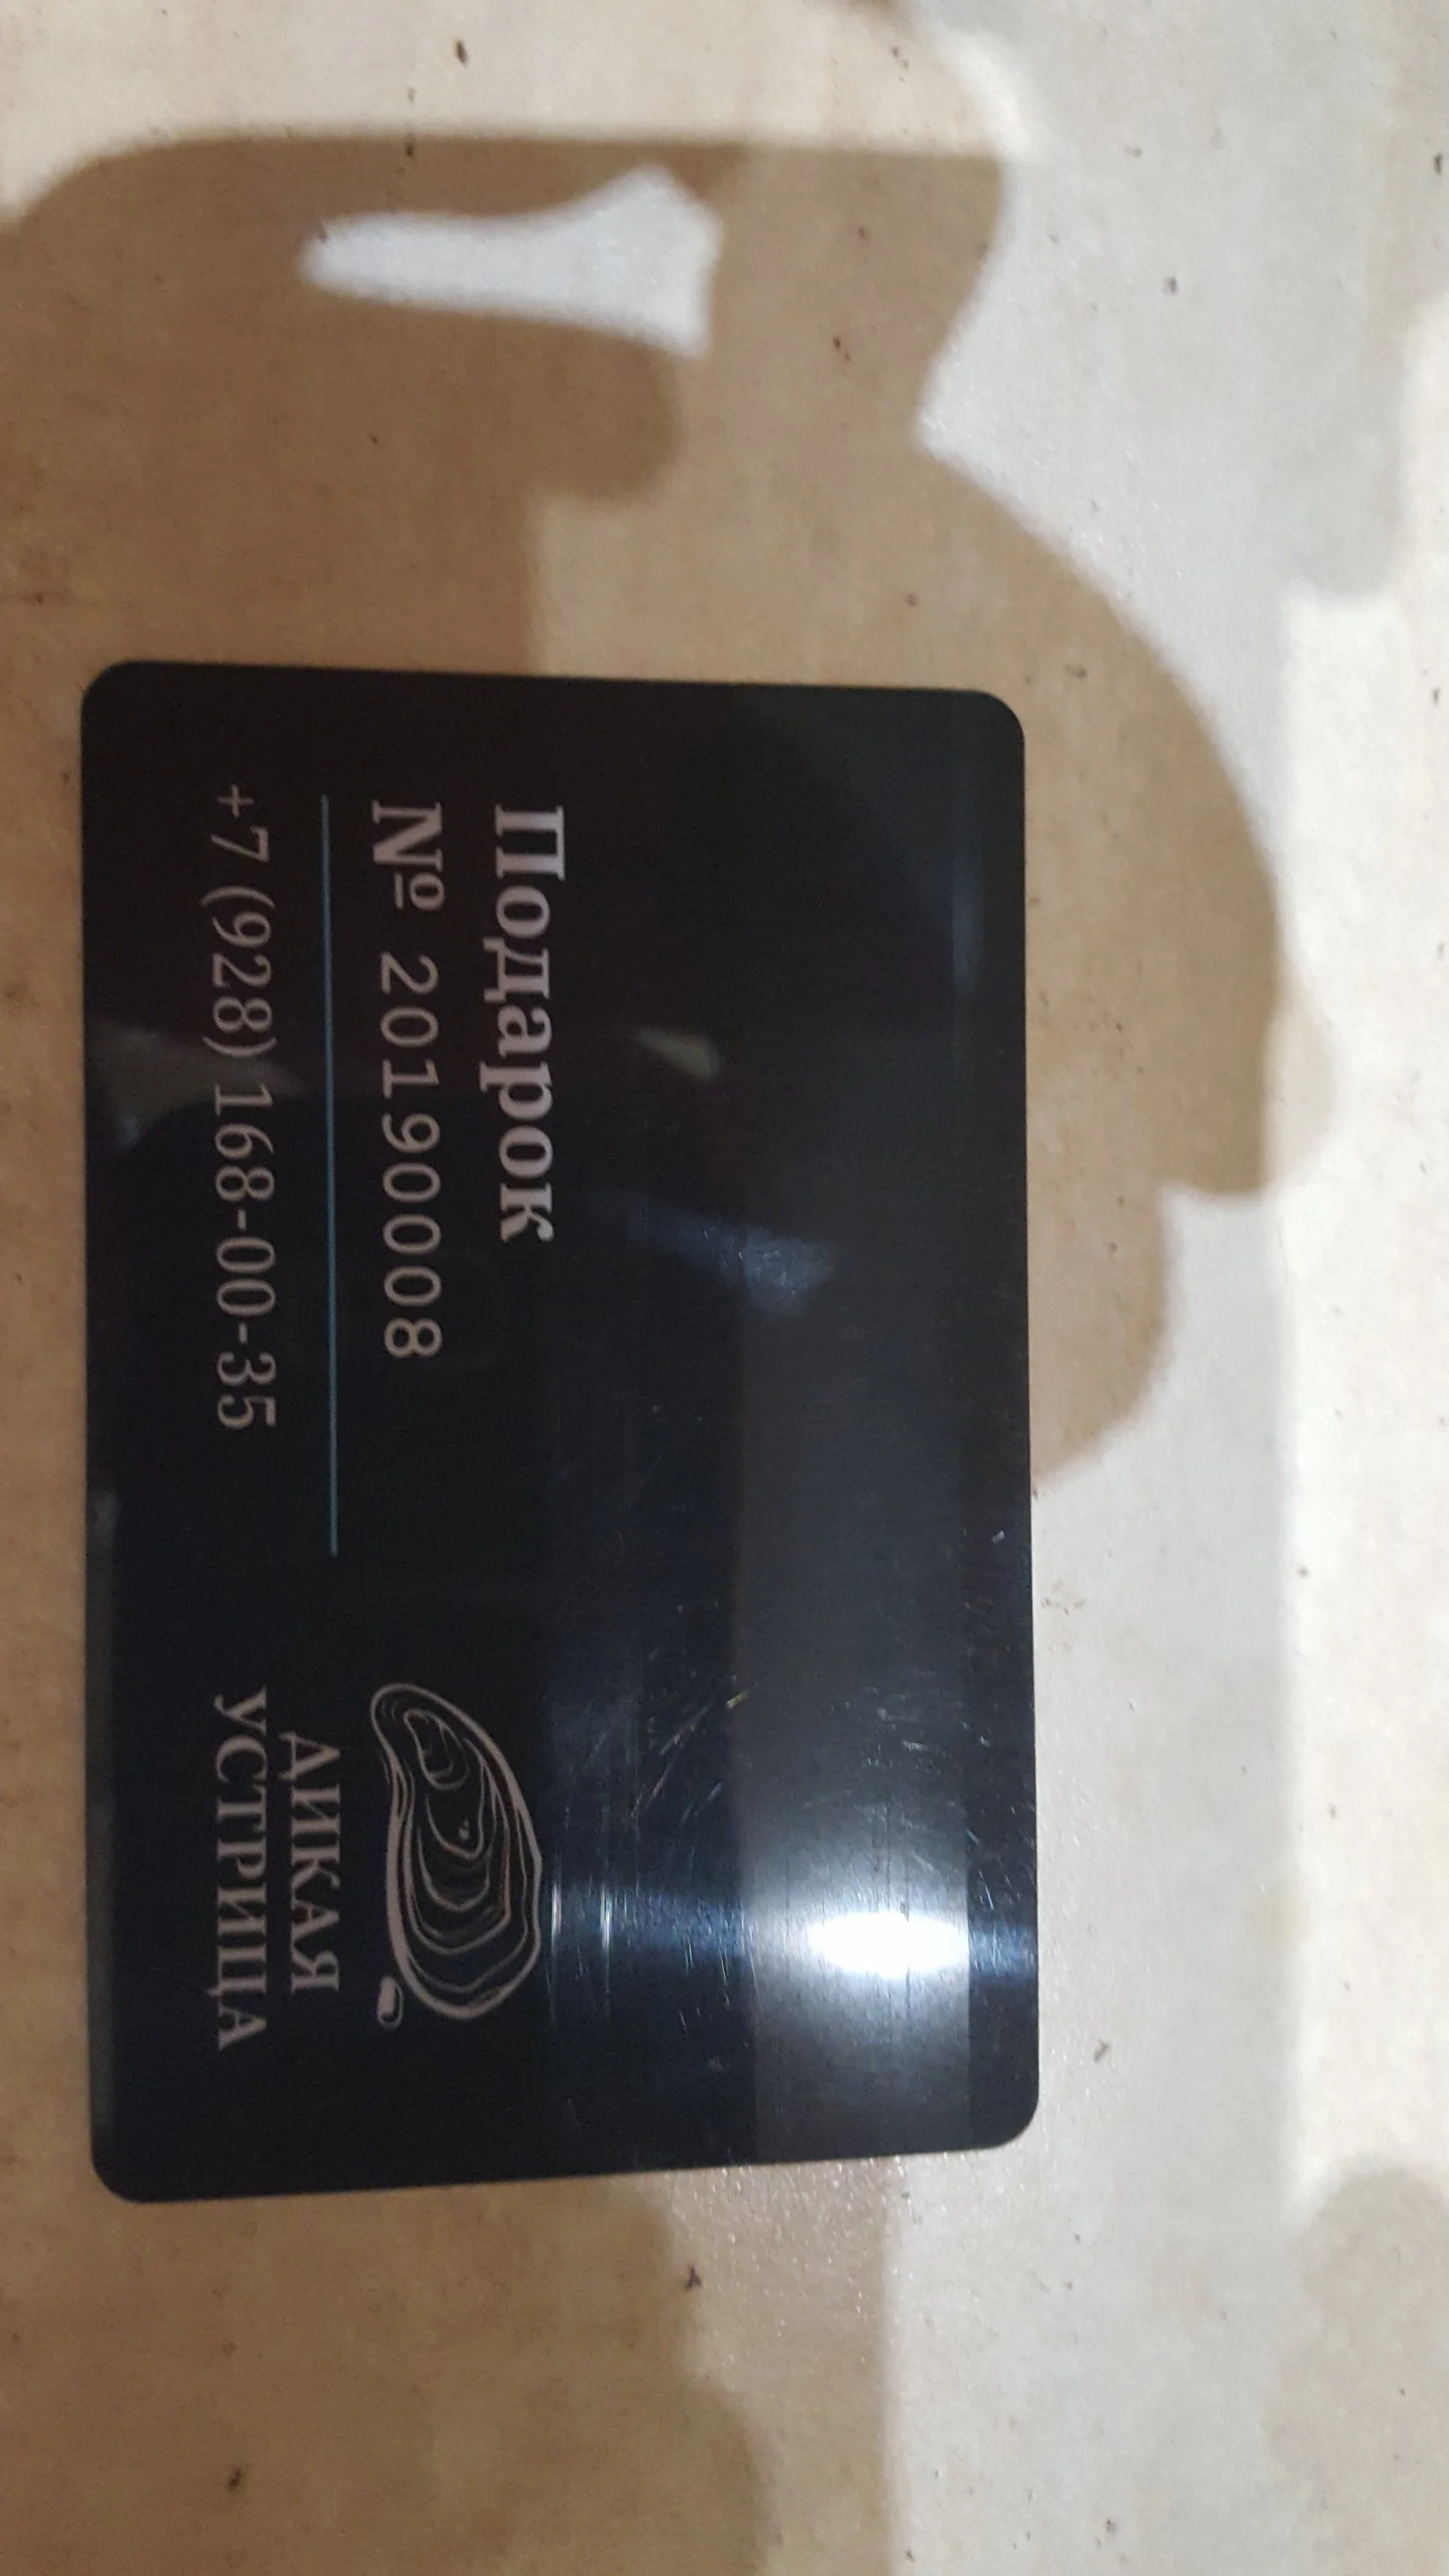 Подарок
№ 20190008
+7 (928) 168-00-35
ДИКАЯ
УСТРИЦА